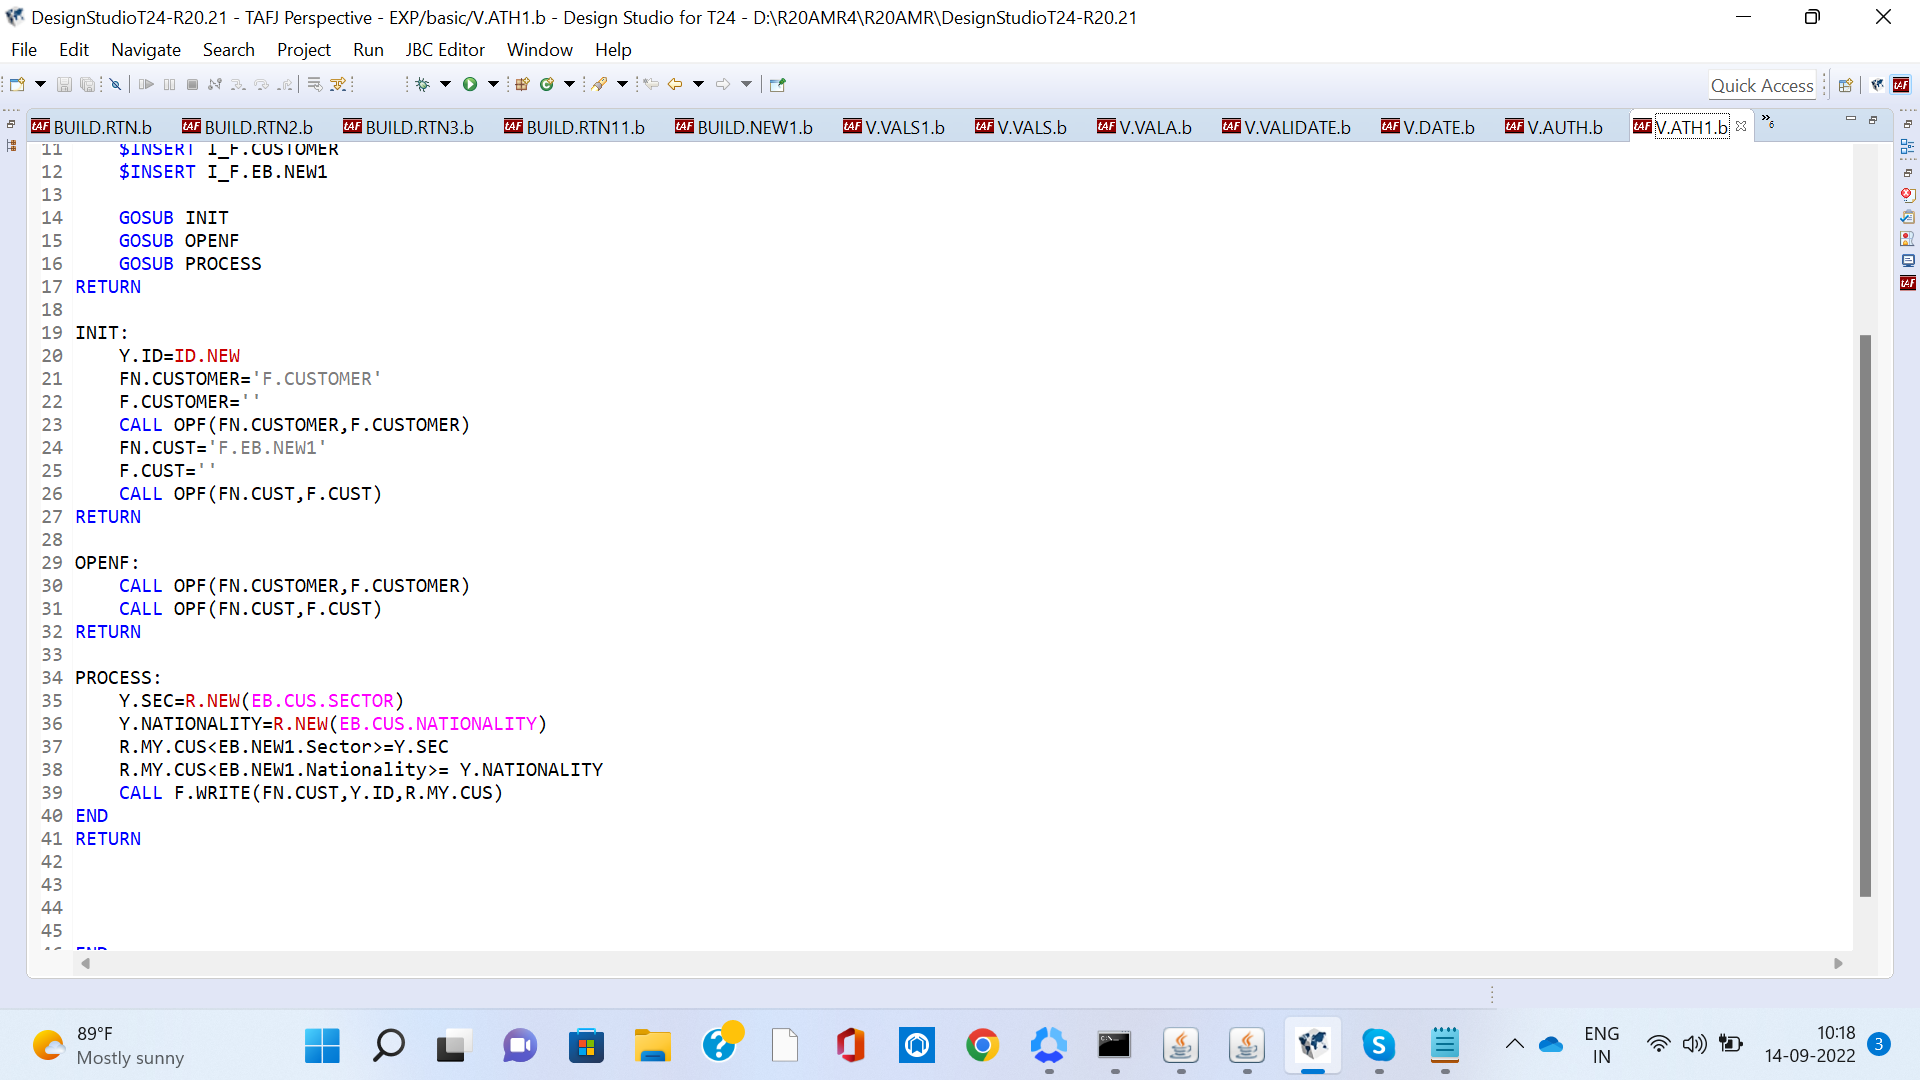 DesignStudioT24-R20.21 - TAFJ Perspective - EXP/basic/V.ATH1.b - Design Studio for T24 - D:\R20AMR4\R20AMR\DesignStudioT24-R20.21
File Edit Navigate Search Project Run JBC Editor Window Help
Quick Access
BUILD.RTN.b BUILD.RTN2.b BUILD.RTN3.b BUILD.RTN11.b BUILD.NEW1.b V.VALS1.b V.VALS.b V.VALA.b V.VALIDATE.b V.DATE.b V.AUTH.b V.ATH1.b »6
11 $INSERT I_F.CUSTOMER
12 $INSERT I_F.EB.NEW1
13
14 GOSUB INIT
15 GOSUB OPENF
16 GOSUB PROCESS
17 RETURN
18
19 INIT:
20 Y.ID=ID.NEW
21 FN.CUSTOMER='F.CUSTOMER'
22 F.CUSTOMER=''
23 CALL OPF(FN.CUSTOMER,F.CUSTOMER)
24 FN.CUST='F.EB.NEW1'
25 F.CUST=''
26 CALL OPF(FN.CUST,F.CUST)
27 RETURN
28
29 OPENF:
30 CALL OPF(FN.CUSTOMER,F.CUSTOMER)
31 CALL OPF(FN.CUST,F.CUST)
32 RETURN
33
34 PROCESS:
35 Y.SEC=R.NEW(EB.CUS.SECTOR)
36 Y.NATIONALITY=R.NEW(EB.CUS.NATIONALITY)
37 R.MY.CUS<EB.NEW1.Sector>=Y.SEC
38 R.MY.CUS<EB.NEW1.Nationality>= Y.NATIONALITY
39 CALL F.WRITE(FN.CUST,Y.ID,R.MY.CUS)
40 END
41 RETURN
42
43
44
45
46 END
89°F
Mostly sunny
ENG
IN
10:18
14-09-2022
3